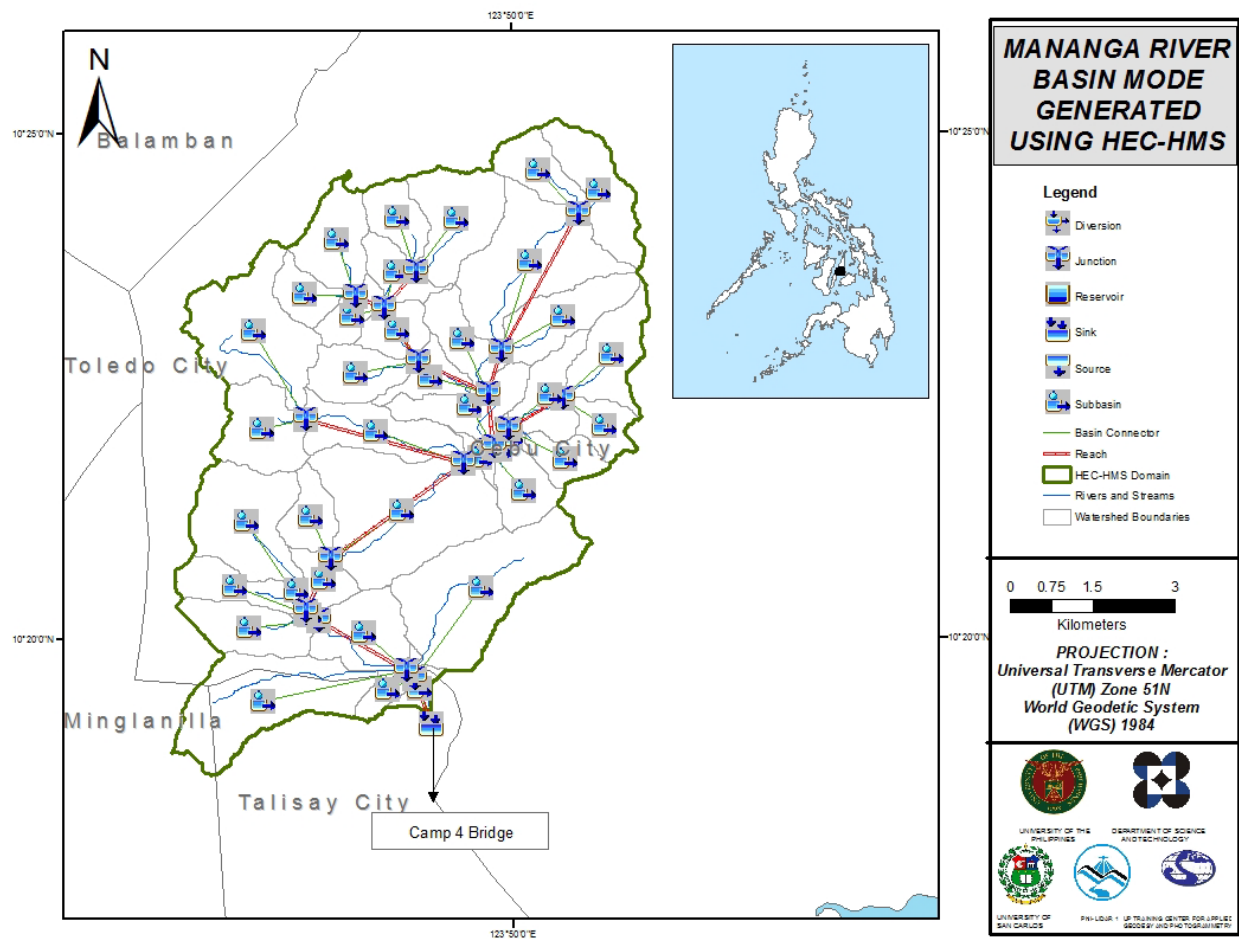 123°50'0"E
N
10°25'0"N
10°25'0"N
Balamban
Toledo City
Cebu City
10°20'0"N
10°20'0"N
Minglanilla
Talisay City
Camp 4 Bridge
123°50'0"E
MANANGA RIVER
BASIN MODE
GENERATED
USING HEC-HMS
Legend
Diversion
Junction
Reservoir
Sink
Source
Subbasin
Basin Connector
Reach
HEC-HMS Domain
Rivers and Streams
Watershed Boundaries
0 0.75 1.5 3
Kilometers
PROJECTION :
Universal Transverse Mercator
(UTM) Zone 51N
World Geodetic System
(WGS) 1984
UNIVERSITY OF THE
PHILIPPINES
DEPARTMENT OF SCIENCE
AND TECHNOLOGY
UNIVERSITY OF
SAN CARLOS
PHIL-LIDAR 1 UP TRAINING CENTER FOR APPLIED
GEODESY AND PHOTOGRAMMETRY